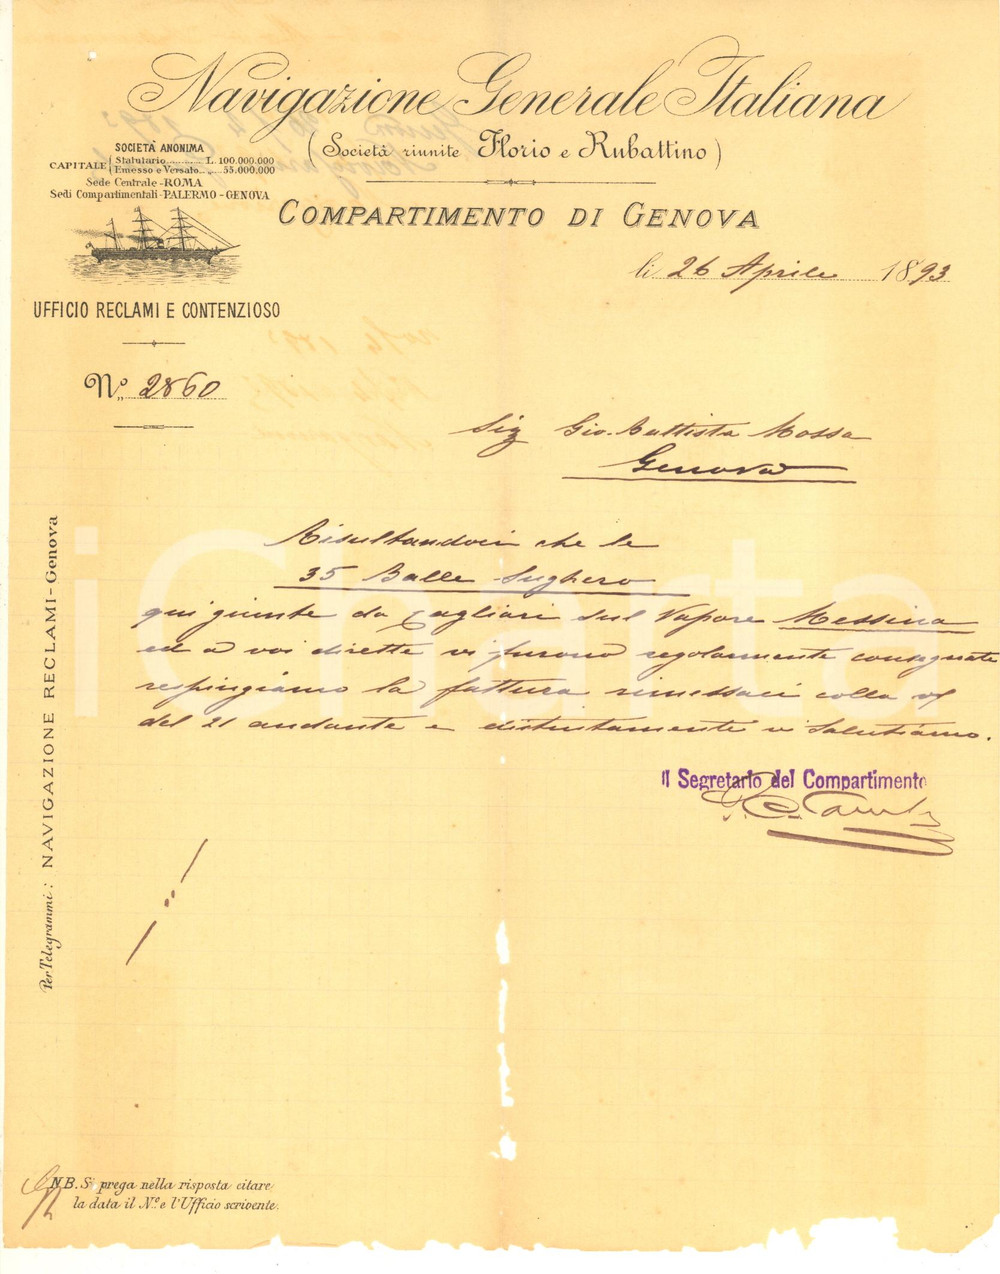 Navigazione Generale Italiana
(Società riunite Florio e Rubattino)
SOCIETÀ ANONIMA
CAPITALE { Statutario............ L. 100.000.000
Emesso e Versato...... „ 55.000.000
Sede Centrale-ROMA
Sedi Compartimentali-PALERMO-GENOVA
COMPARTIMENTO DI GENOVA
li 26 Aprile 1893
UFFICIO RECLAMI E CONTENZIOSO
N.° 2860
Sig Gio. Battista Mossa
Genova
Risultandoci che le
35 Balle Sughero
qui giunte da Cagliari sul Vapore Messina
ed a voi dirette vi furono regolarmente consegnate
respingiamo la fattura rimessaci colla
del 21 andante e distintamente vi salutiamo.
Il Segretario del Compartimento
Per Telegrammi: NAVIGAZIONE RECLAMI-Genova
NB. Si prega nella risposta citare
la data il N.° e l'Ufficio scrivente.
iCharta